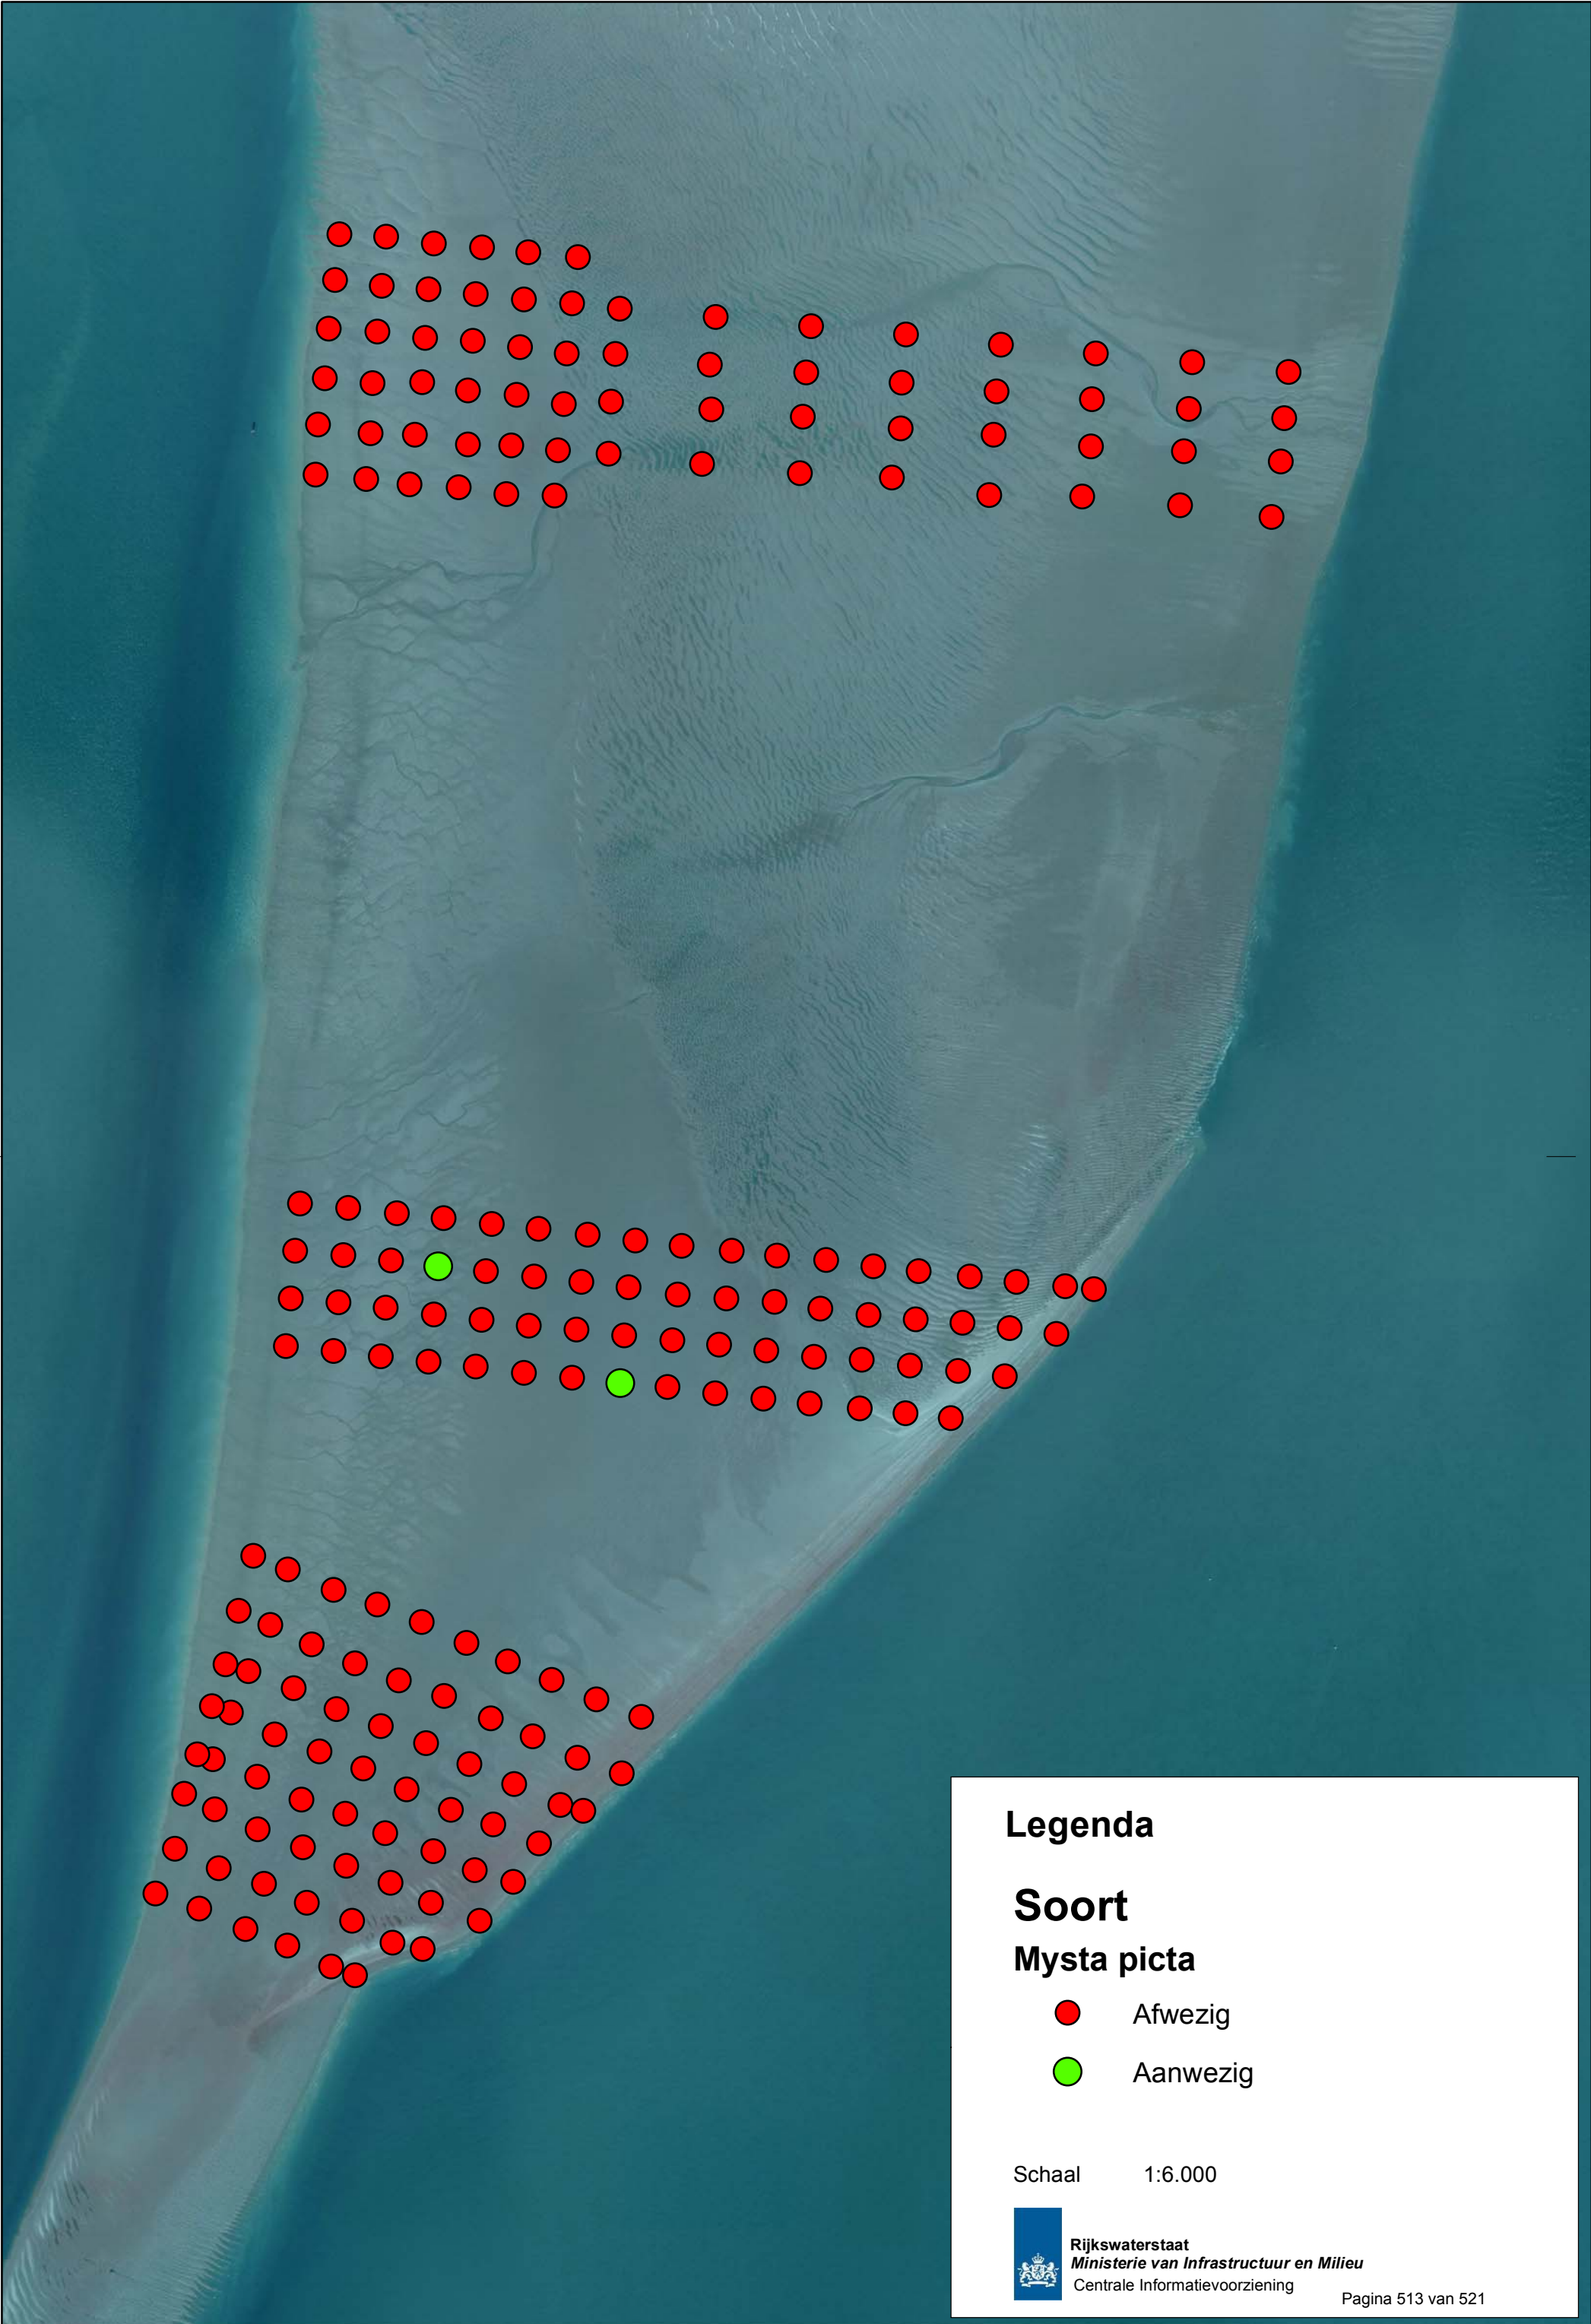 Legenda
Soort
Mysta picta
Afwezig
Aanwezig
Schaal 1:6.000
Rijkswaterstaat
Ministerie van Infrastructuur en Milieu
Centrale Informatievoorziening
Pagina 513 van 521